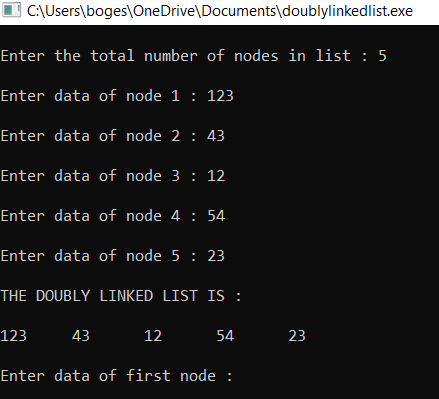 C:\Users\boges\OneDrive\Documents\doublylinkedlist.exe
Enter the total number of nodes in list : 5
Enter data of node 1 : 123
Enter data of node 2 : 43
Enter data of node 3 : 12
Enter data of node 4 : 54
Enter data of node 5 : 23
THE DOUBLY LINKED LIST IS :
123 43 12 54 23
Enter data of first node :